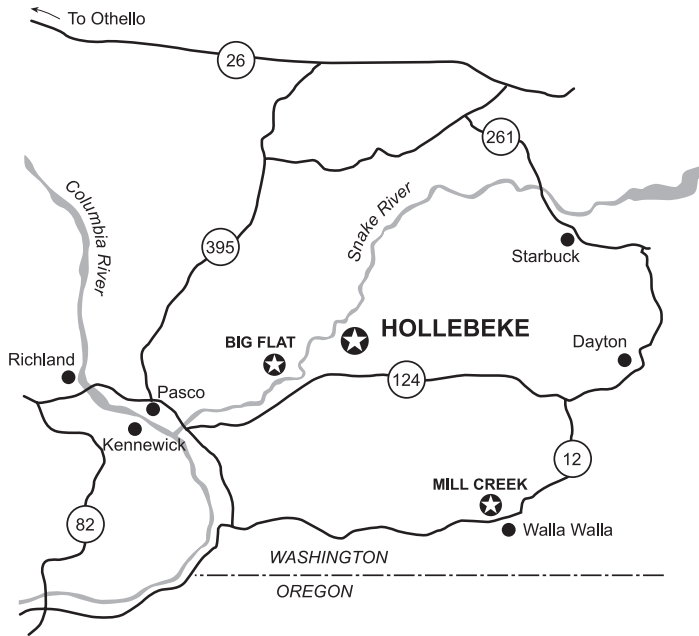 To Othello
26
261
Columbia River
Snake River
395
Starbuck
HOLLEBEKE
BIG FLAT
Dayton
Richland
124
Pasco
Kennewick
12
MILL CREEK
82
Walla Walla
WASHINGTON
OREGON